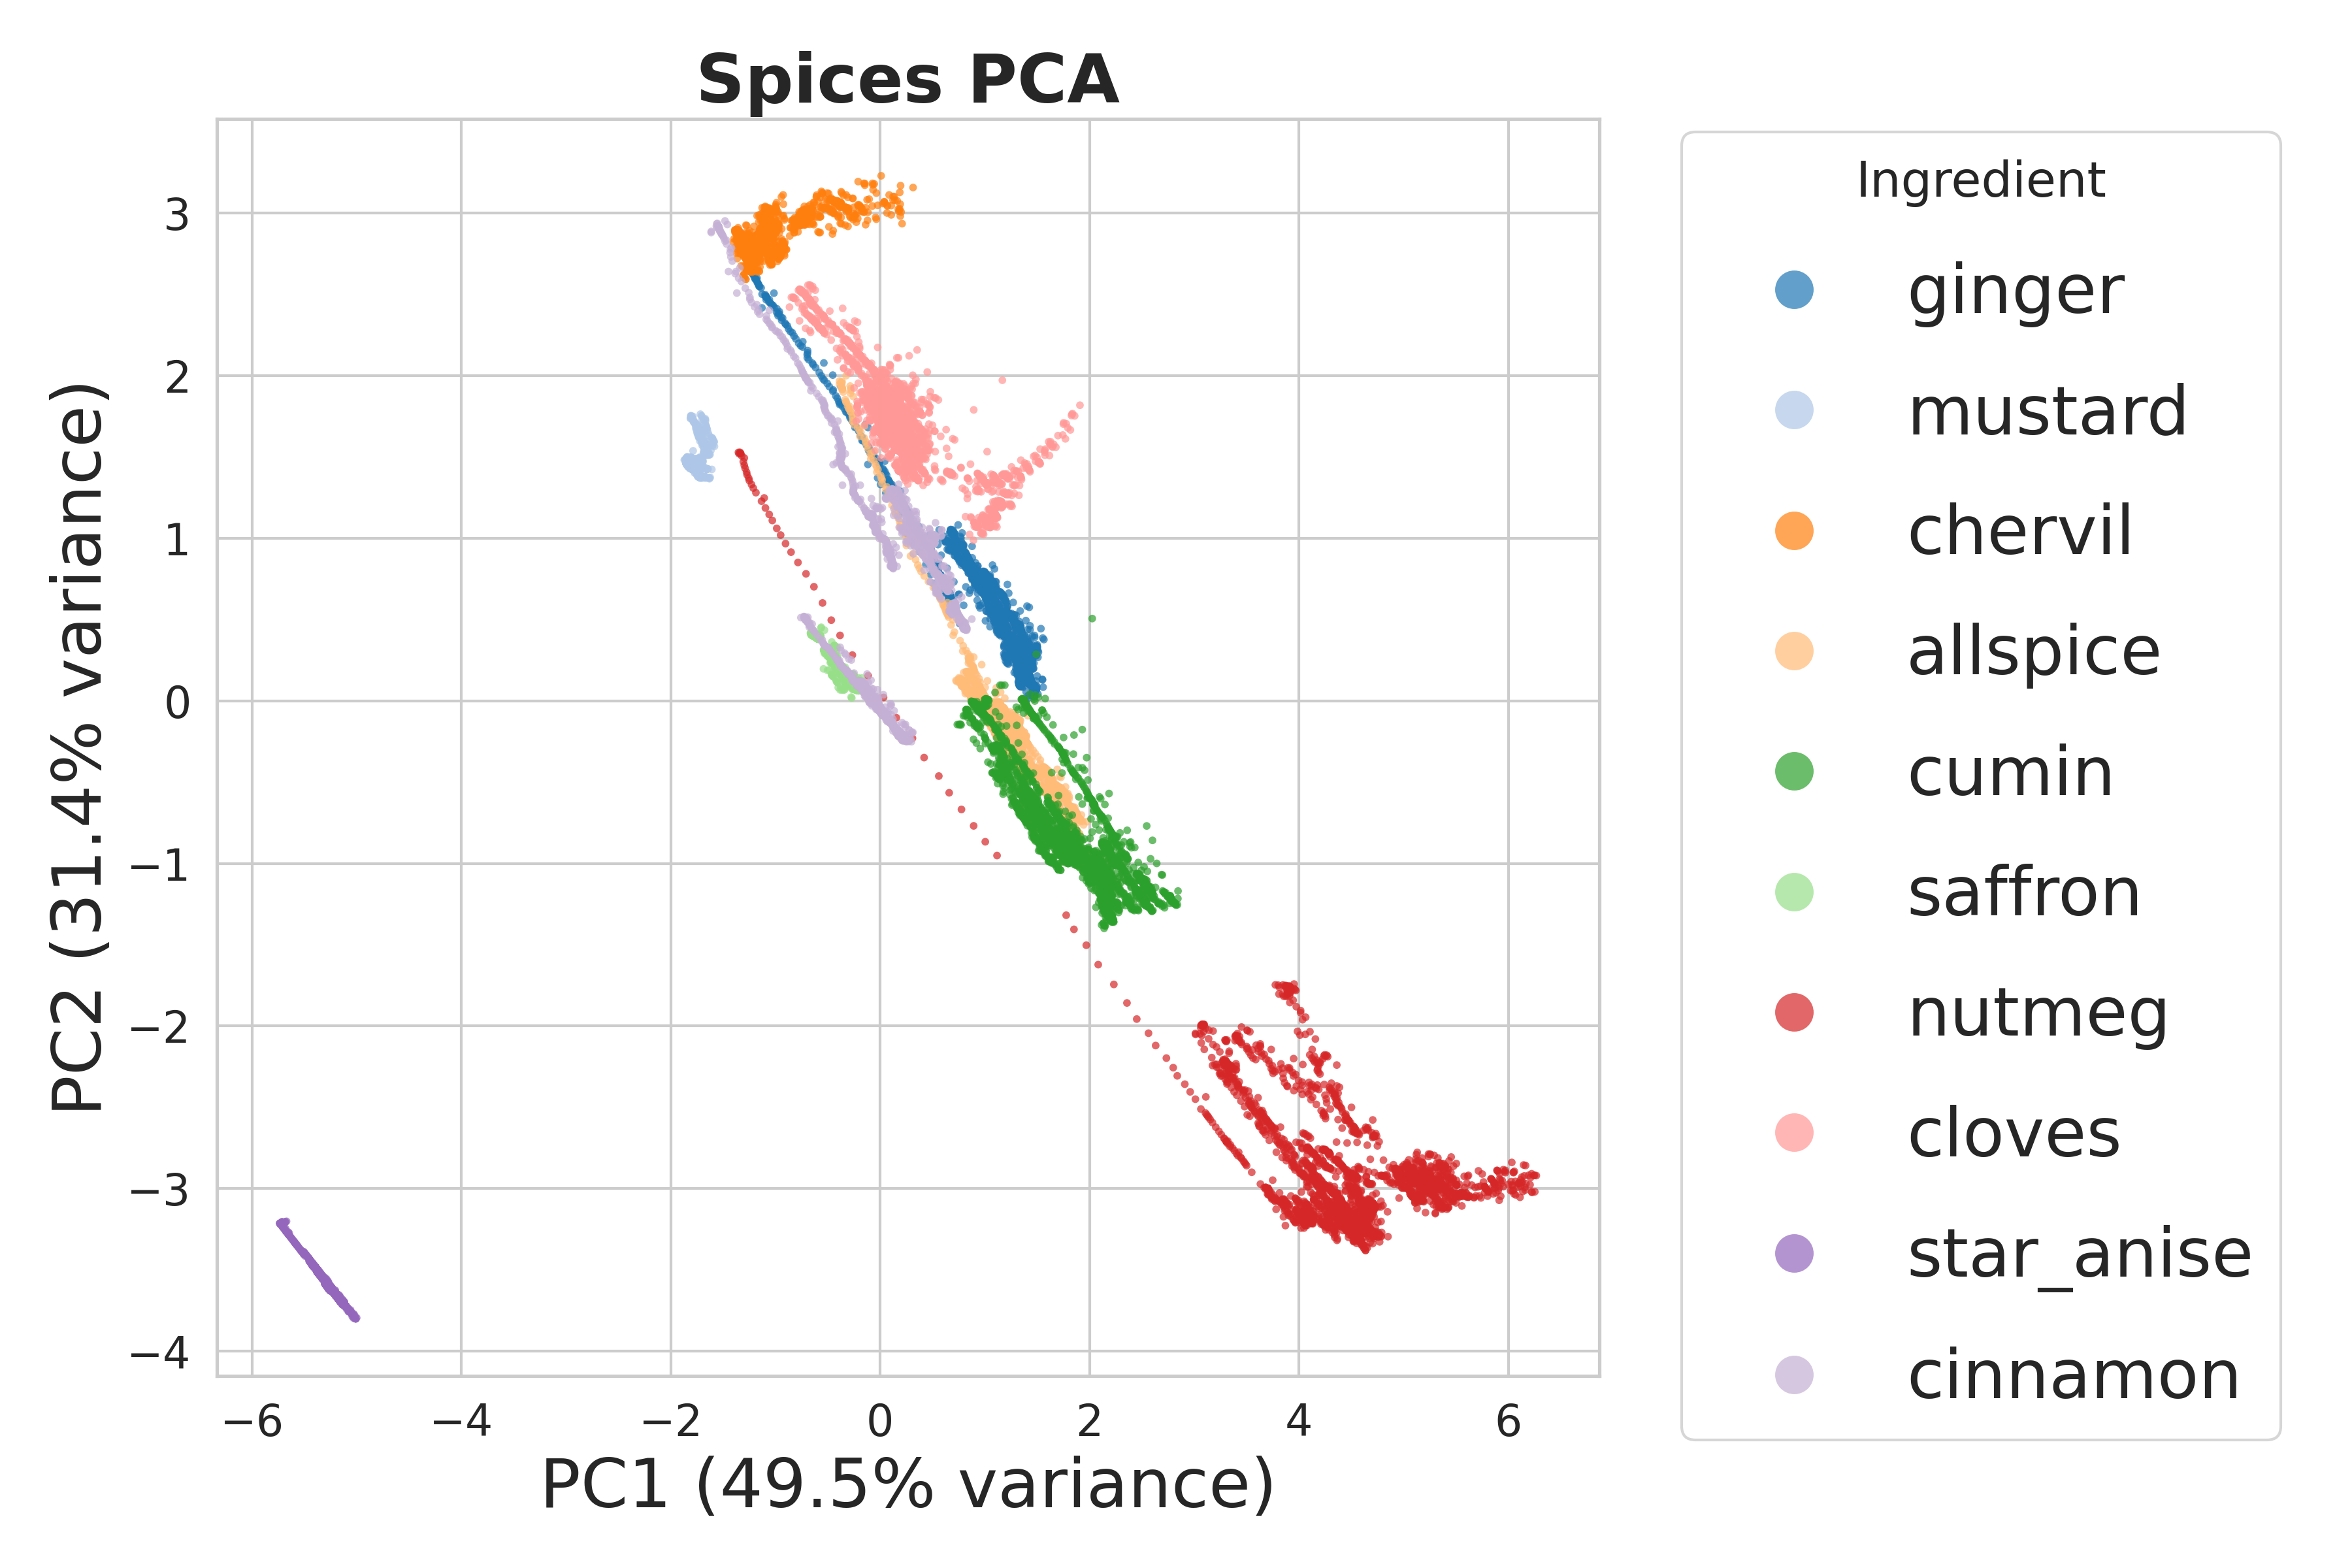 Spices PCA
PC2 (31.4% variance)
3
2
1
0
−1
−2
−3
−4
−6
−4
−2
0
2
4
6
PC1 (49.5% variance)
Ingredient
ginger
mustard
chervil
allspice
cumin
saffron
nutmeg
cloves
star_anise
cinnamon